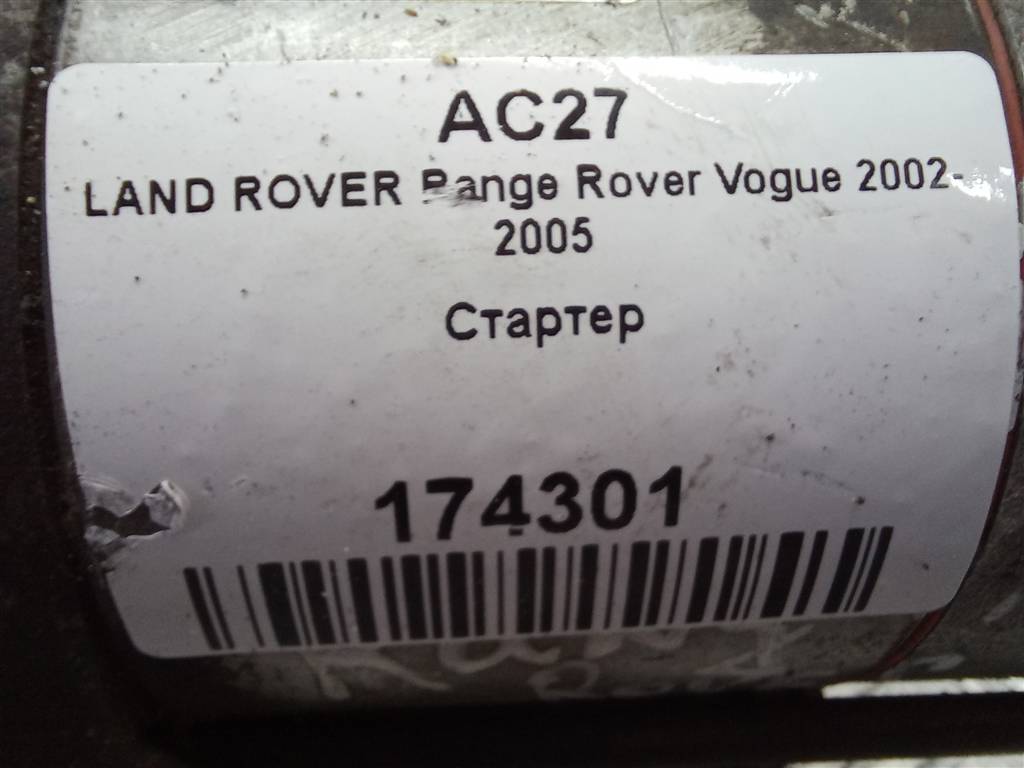 AC27
LAND ROVER Range Rover Vogue 2002-
2005
Стартер
174301